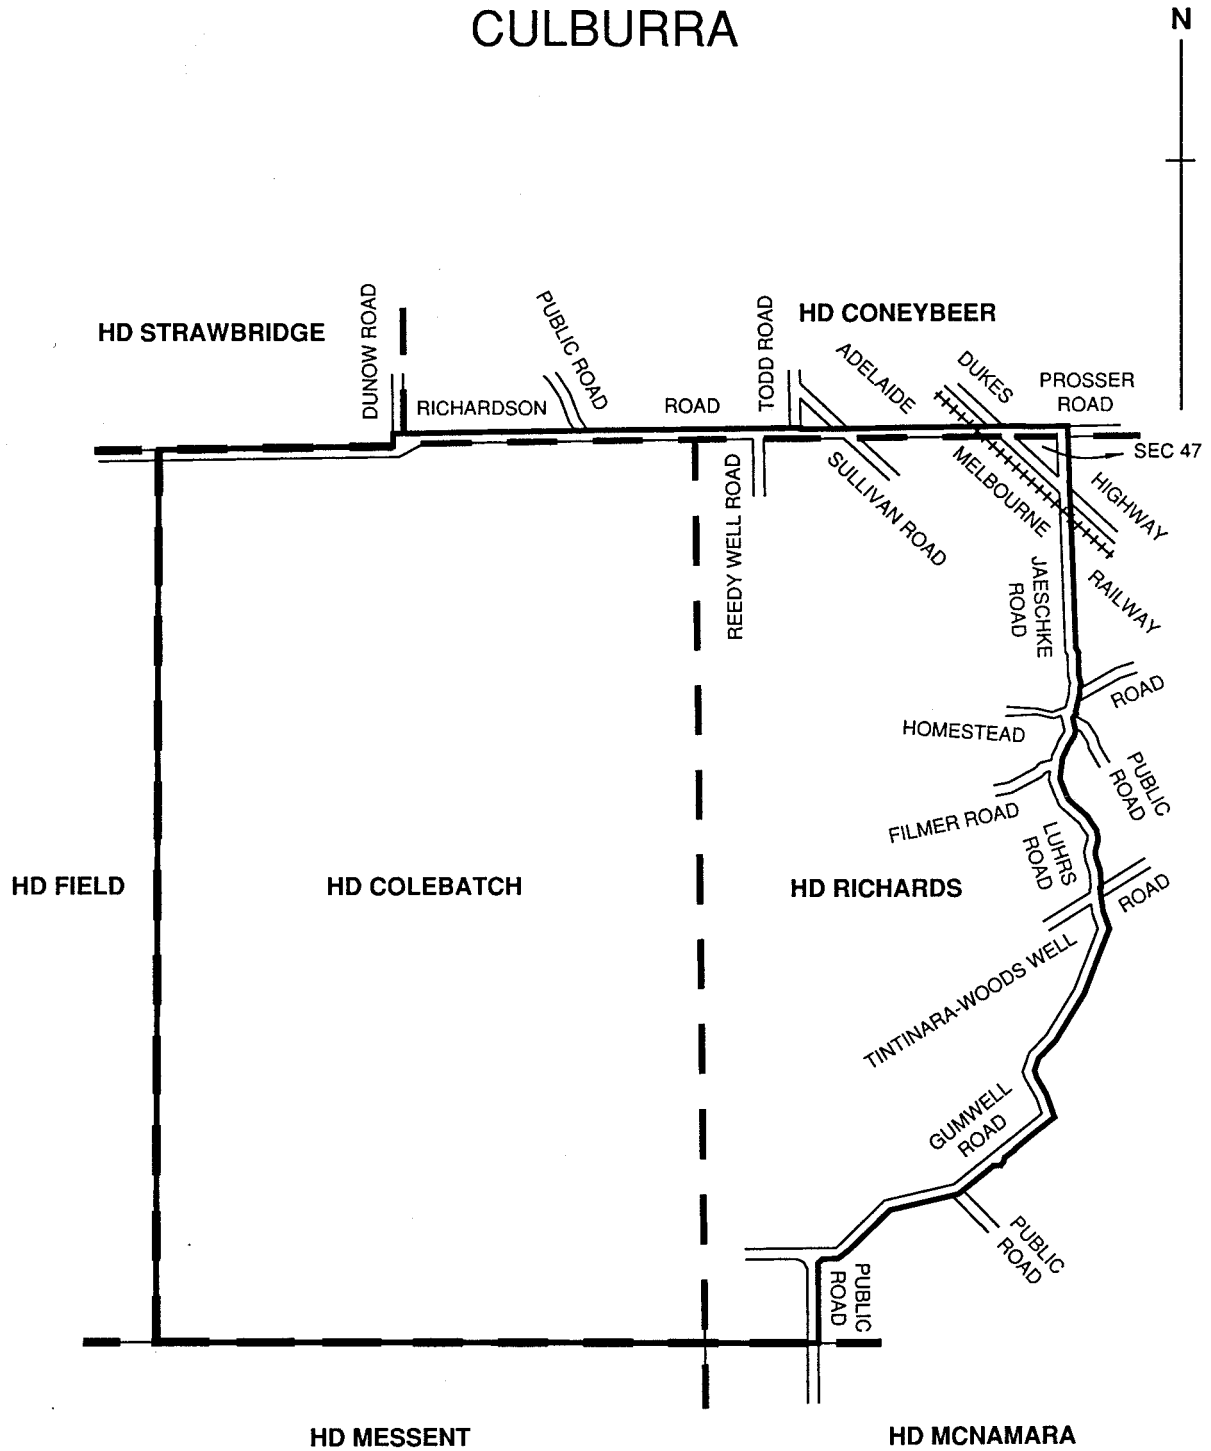 CULBURRA
N
HD STRAWBRIDGE
DUNOW ROAD
PUBLIC ROAD
TODD ROAD
HD CONEYBEER
ADELAIDE
DUKES
PROSSER
ROAD
RICHARDSON
ROAD
SEC 47
REEDY WELL ROAD
SULLIVAN ROAD
MELBOURNE
HIGHWAY
RAILWAY
JAESCHKE
ROAD
HOMESTEAD
ROAD
PUBLIC
ROAD
FILMER ROAD
LUHRS
ROAD
HD FIELD
HD COLEBATCH
HD RICHARDS
TINTINARA-WOODS WELL
ROAD
GUMWELL
ROAD
PUBLIC
ROAD
PUBLIC
ROAD
HD MESSENT
HD MCNAMARA